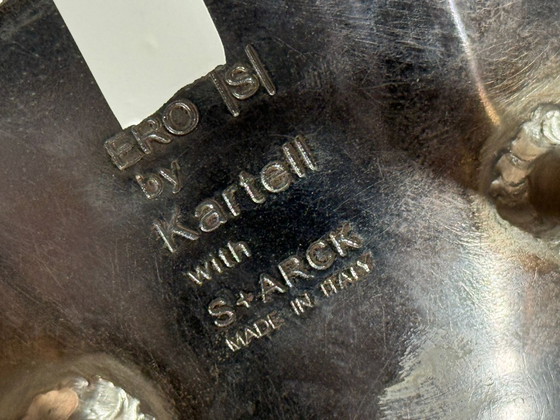 ERO |S|
by
Kartell
with
S+ARCK
MADE IN ITALY